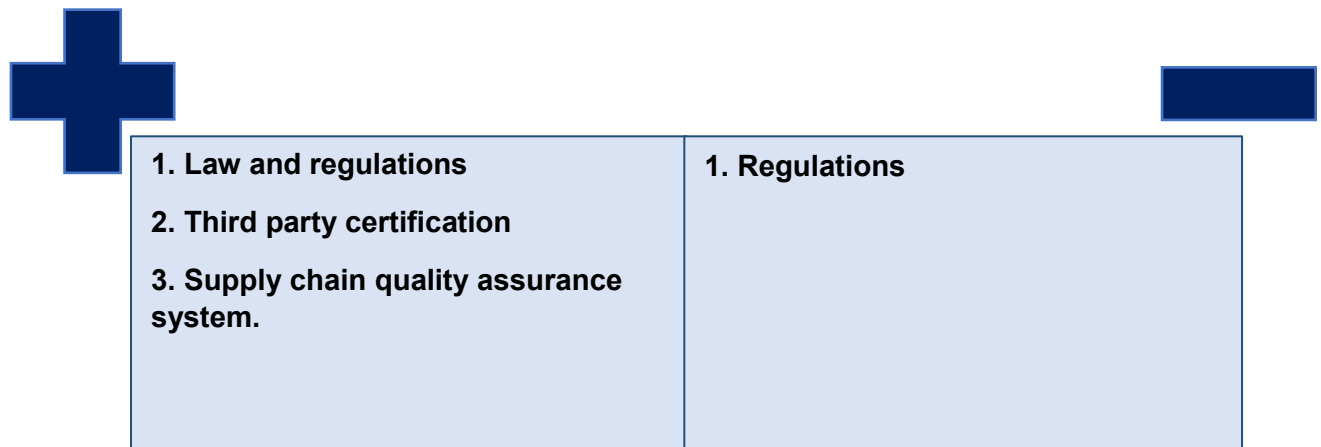 1. Law and regulations
2. Third party certification
3. Supply chain quality assurance
system.
1. Regulations